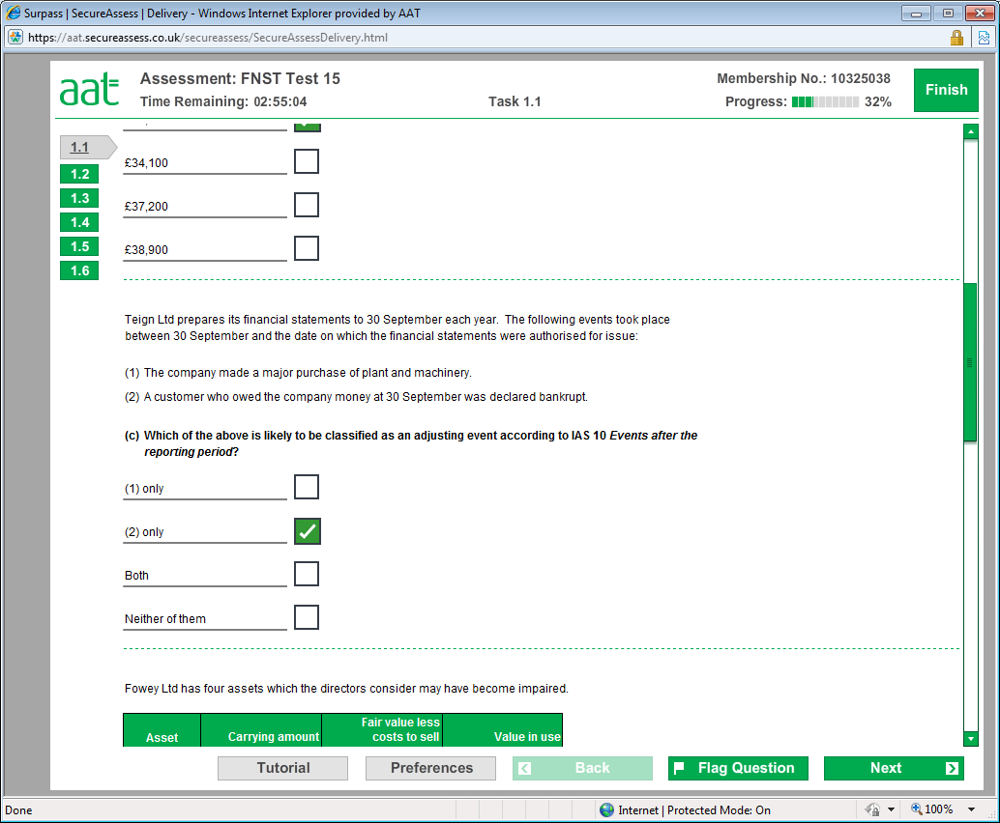 Surpass | SecureAssess | Delivery - Windows Internet Explorer provided by AAT
https://aat.secureassess.co.uk/secureassess/SecureAssessDelivery.html
aat
Assessment: FNST Test 15
Time Remaining: 02:55:04
Task 1.1
Membership No.: 10325038
Progress: 32%
Finish
1.1
1.2
1.3
1.4
1.5
1.6
£34,100
£37,200
£38,900
Teign Ltd prepares its financial statements to 30 September each year. The following events took place
between 30 September and the date on which the financial statements were authorised for issue:
(1) The company made a major purchase of plant and machinery.
(2) A customer who owed the company money at 30 September was declared bankrupt.
(c) Which of the above is likely to be classified as an adjusting event according to IAS 10 Events after the
reporting period?
(1) only
(2) only
Both
Neither of them
Fowey Ltd has four assets which the directors consider may have become impaired.
Asset
Carrying amount
Fair value less
costs to sell
Value in use
Tutorial
Preferences
Back
Flag Question
Next
Done
Internet | Protected Mode: On
100%